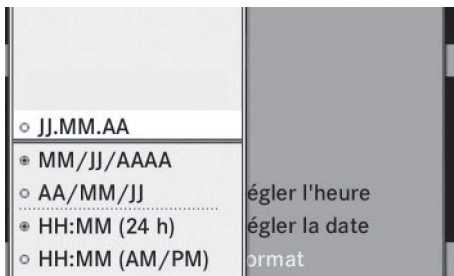 JJ.MM.AA
MM/JJ/AAAA
AA/MM/JJ
HH:MM (24 h)
HH:MM (AM/PM)
égler l'heure
égler la date
ormat